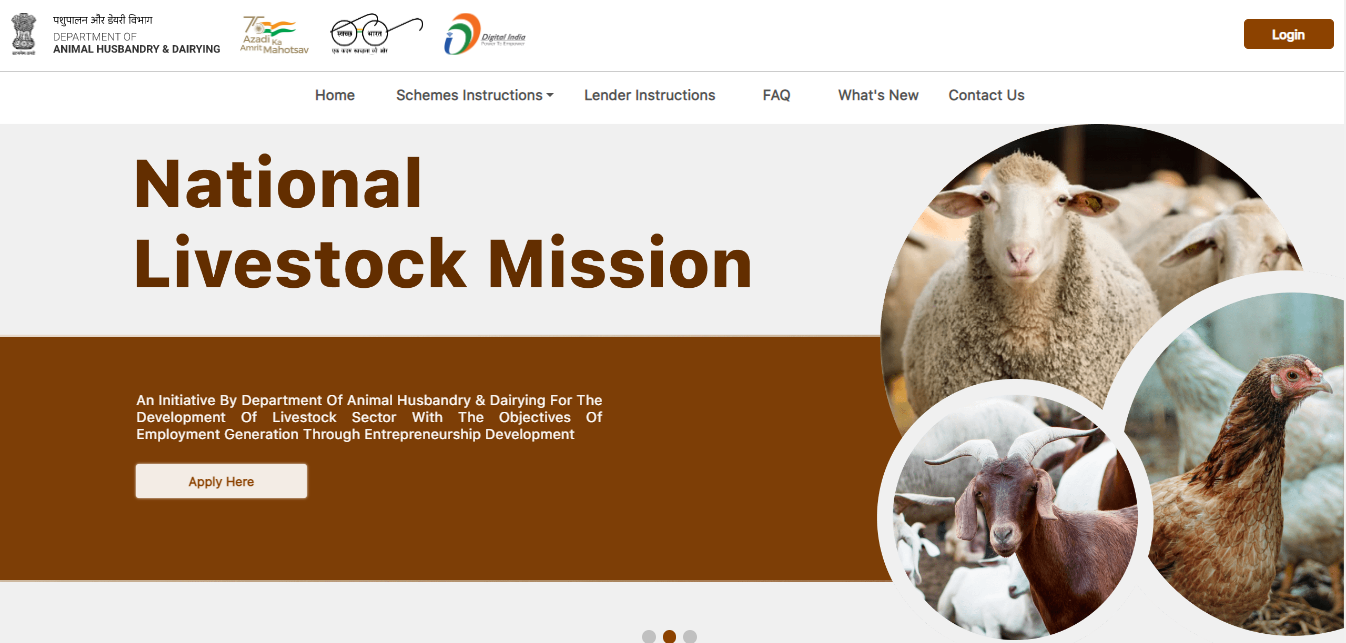 पशुपालन और डेयरी विभाग
DEPARTMENT OF
ANIMAL HUSBANDRY & DAIRYING
75
Azadi Ka
Amrit Mahotsav
स्वच्छ भारत
एक कदम स्वच्छता की ओर
Digital India
Power To Empower
Login
Home
Schemes Instructions
Lender Instructions
FAQ
What's New
Contact Us
National
Livestock Mission
An Initiative By Department Of Animal Husbandry & Dairying For The
Development Of Livestock Sector With The Objectives Of
Employment Generation Through Entrepreneurship Development
Apply Here